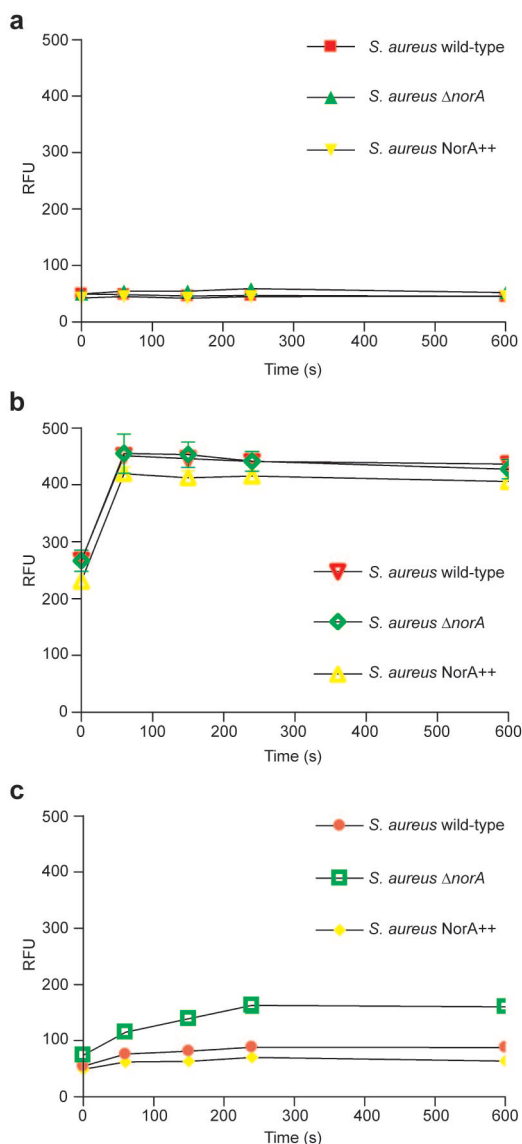 a
500
400
300
200
100
0
RFU
0 100 200 300 400 500 600
Time (s)
S. aureus wild-type
S. aureus ΔnorA
S. aureus NorA++
b
500
400
300
200
100
0
RFU
0 100 200 300 400 500 600
Time (s)
S. aureus wild-type
S. aureus ΔnorA
S. aureus NorA++
c
500
400
300
200
100
0
RFU
0 100 200 300 400 500 600
Time (s)
S. aureus wild-type
S. aureus ΔnorA
S. aureus NorA++